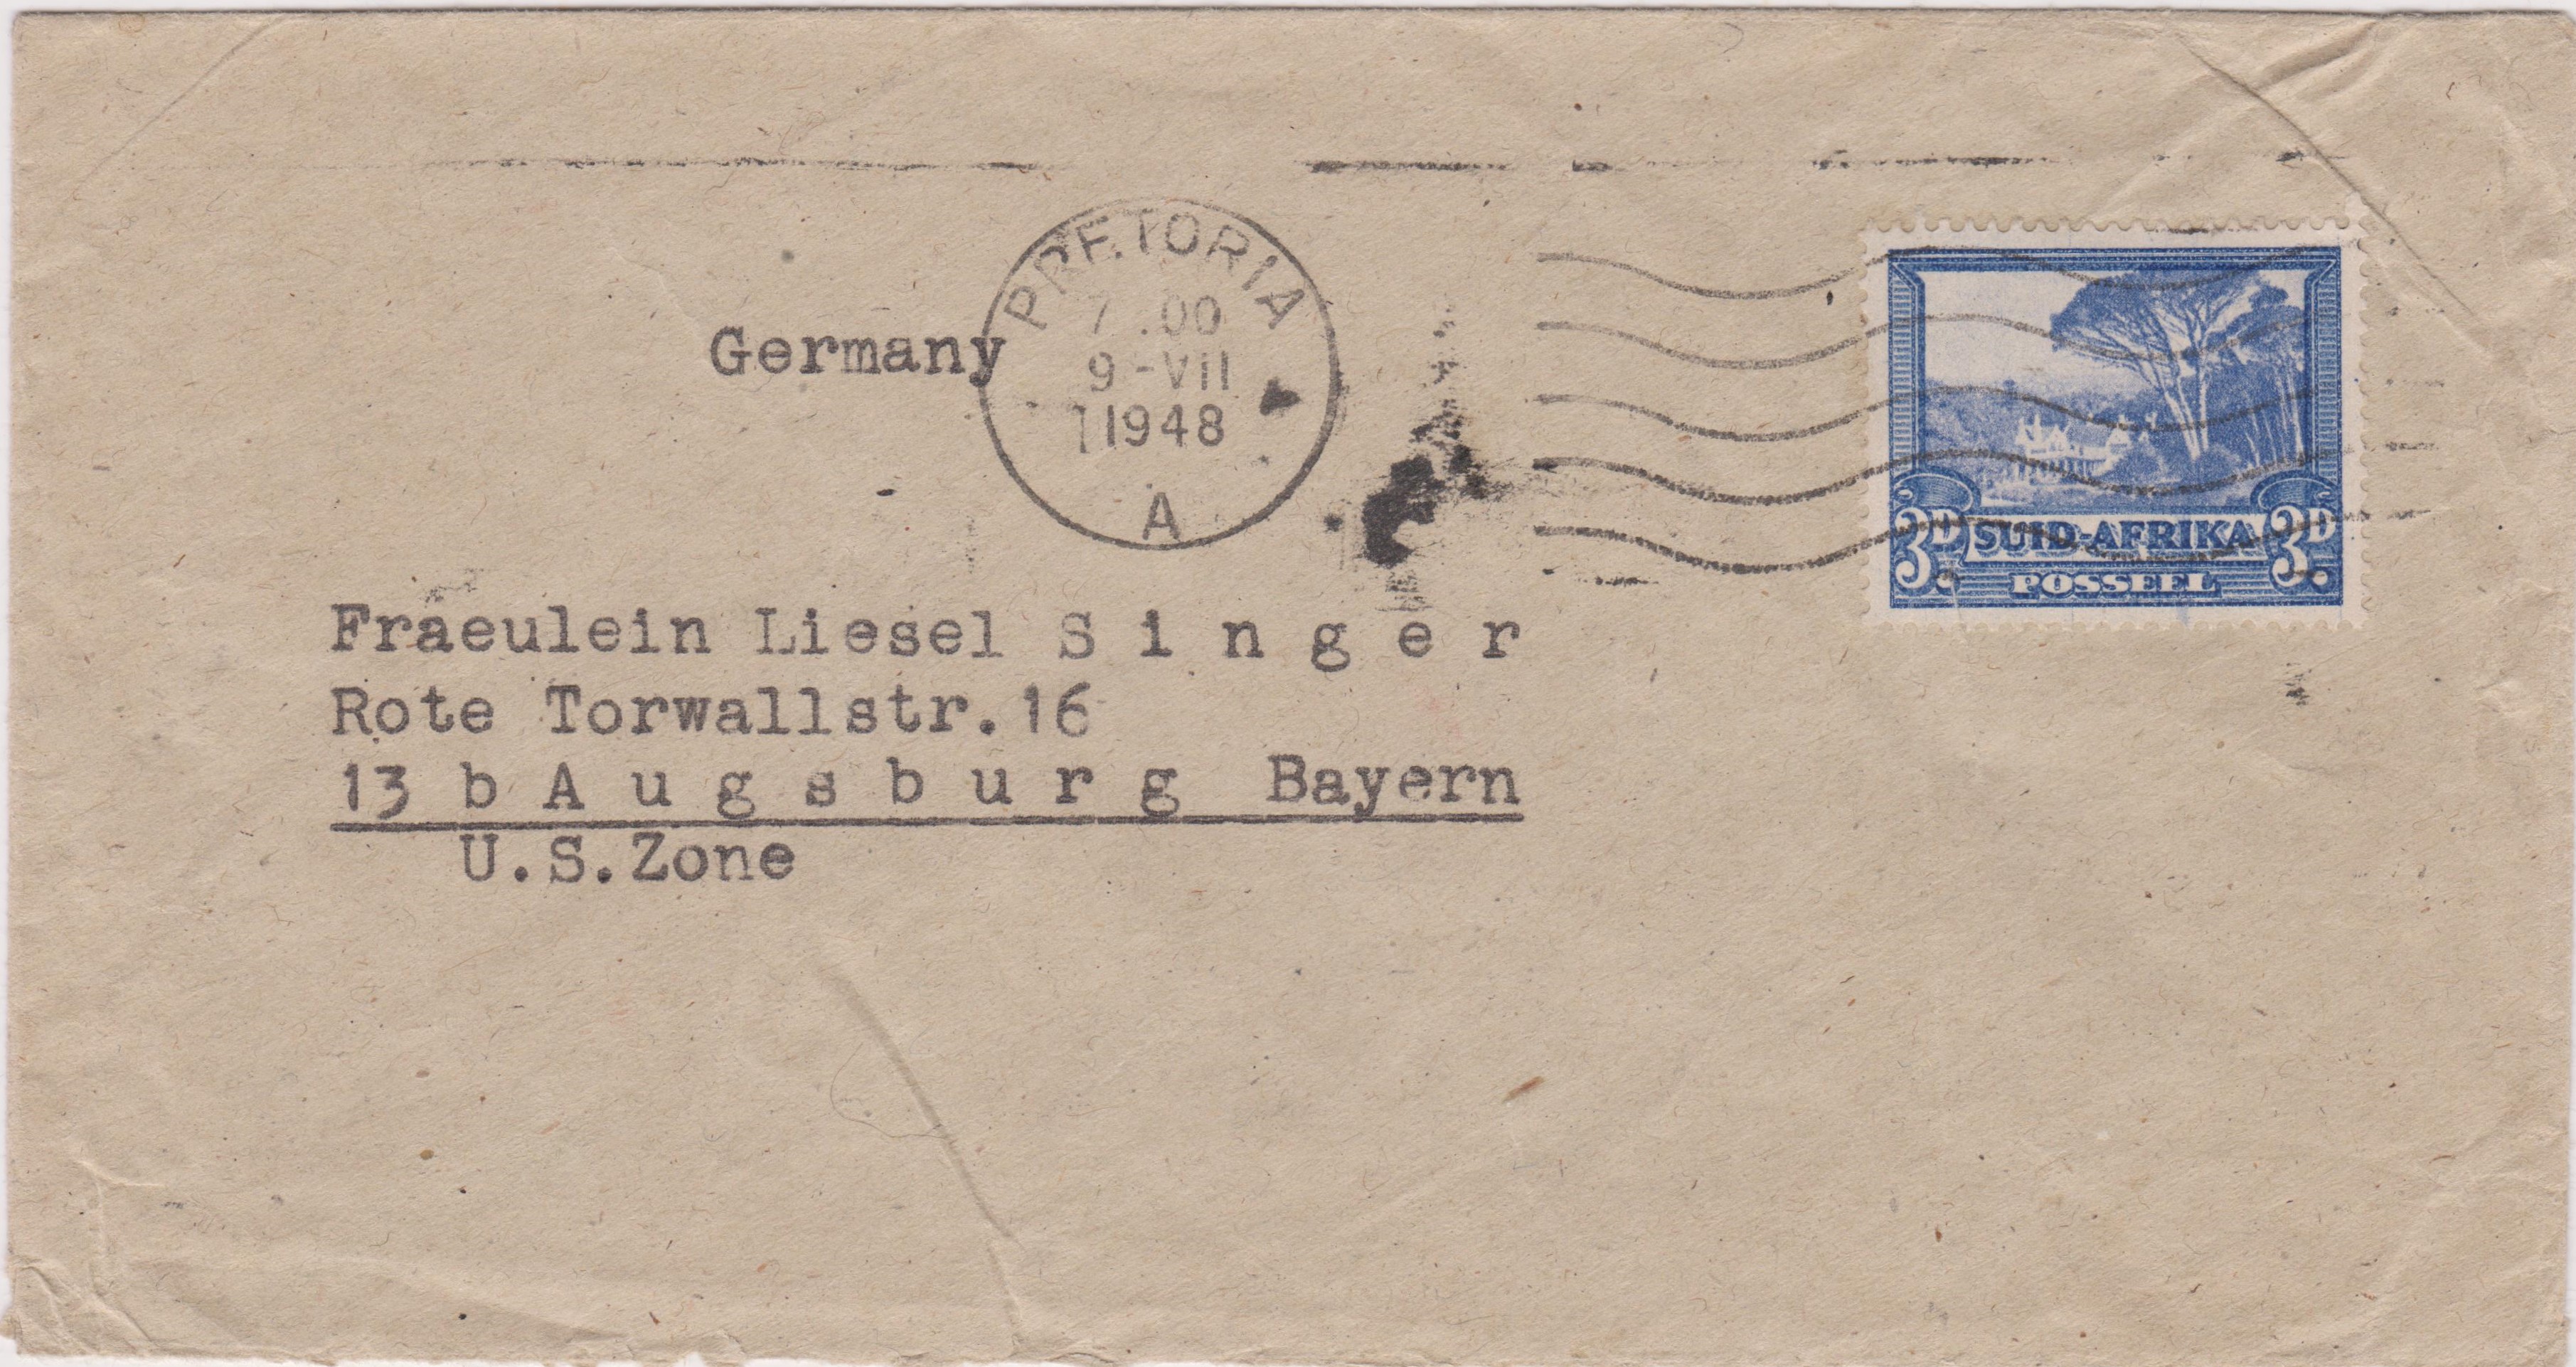 PRETORIA
7.00
9-VII
1948
A
Germany
3D. SUID-AFRIKA 3D.
POSSEEL
Fraeulein Liesel S i n g e r
Rote Torwallstr.16
13 b A u g s b u r g Bayern
U.S.Zone